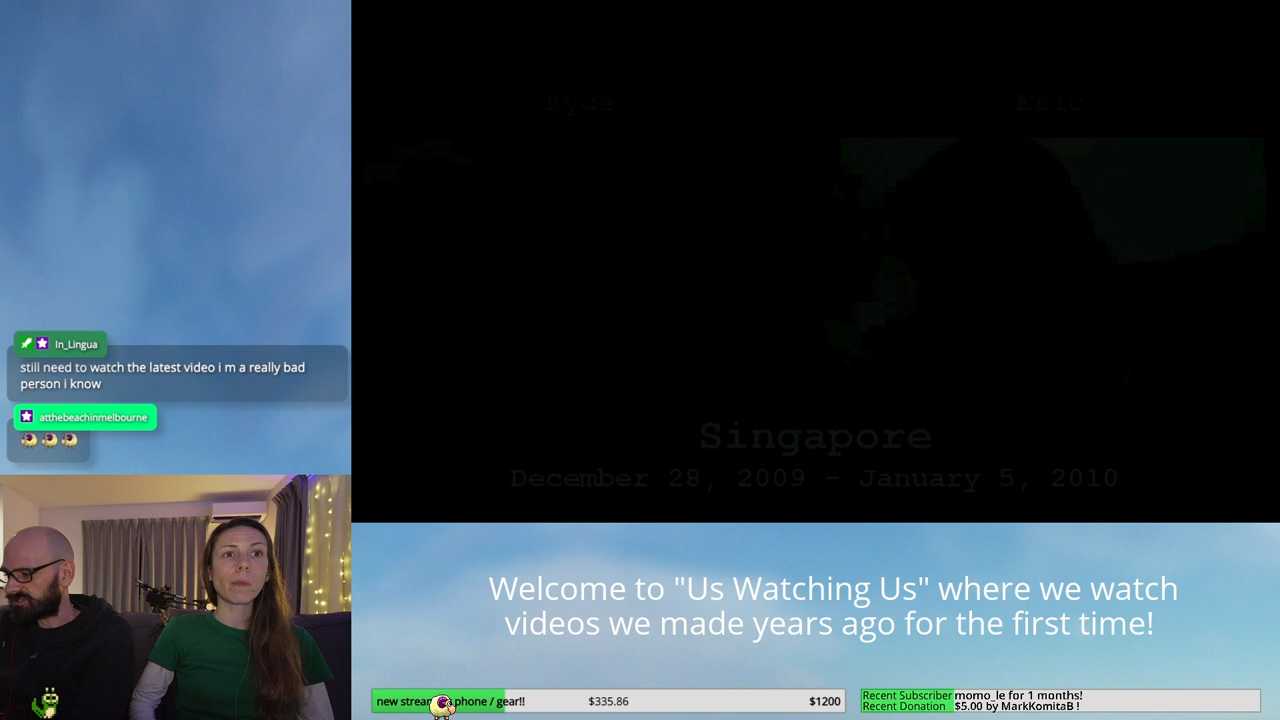 Kyde
Eric
In_Lingua
still need to watch the latest video i m a really bad
person i know
atthebeachinmelbourne
Singapore
December 28, 2009 - January 5, 2010
Welcome to "Us Watching Us" where we watch
videos we made years ago for the first time!
phone / gear!!
$335.86
$1200
Recent Subscriber momo_le for 1 months!
Recent Donation $5.00 by MarkKomitaB !